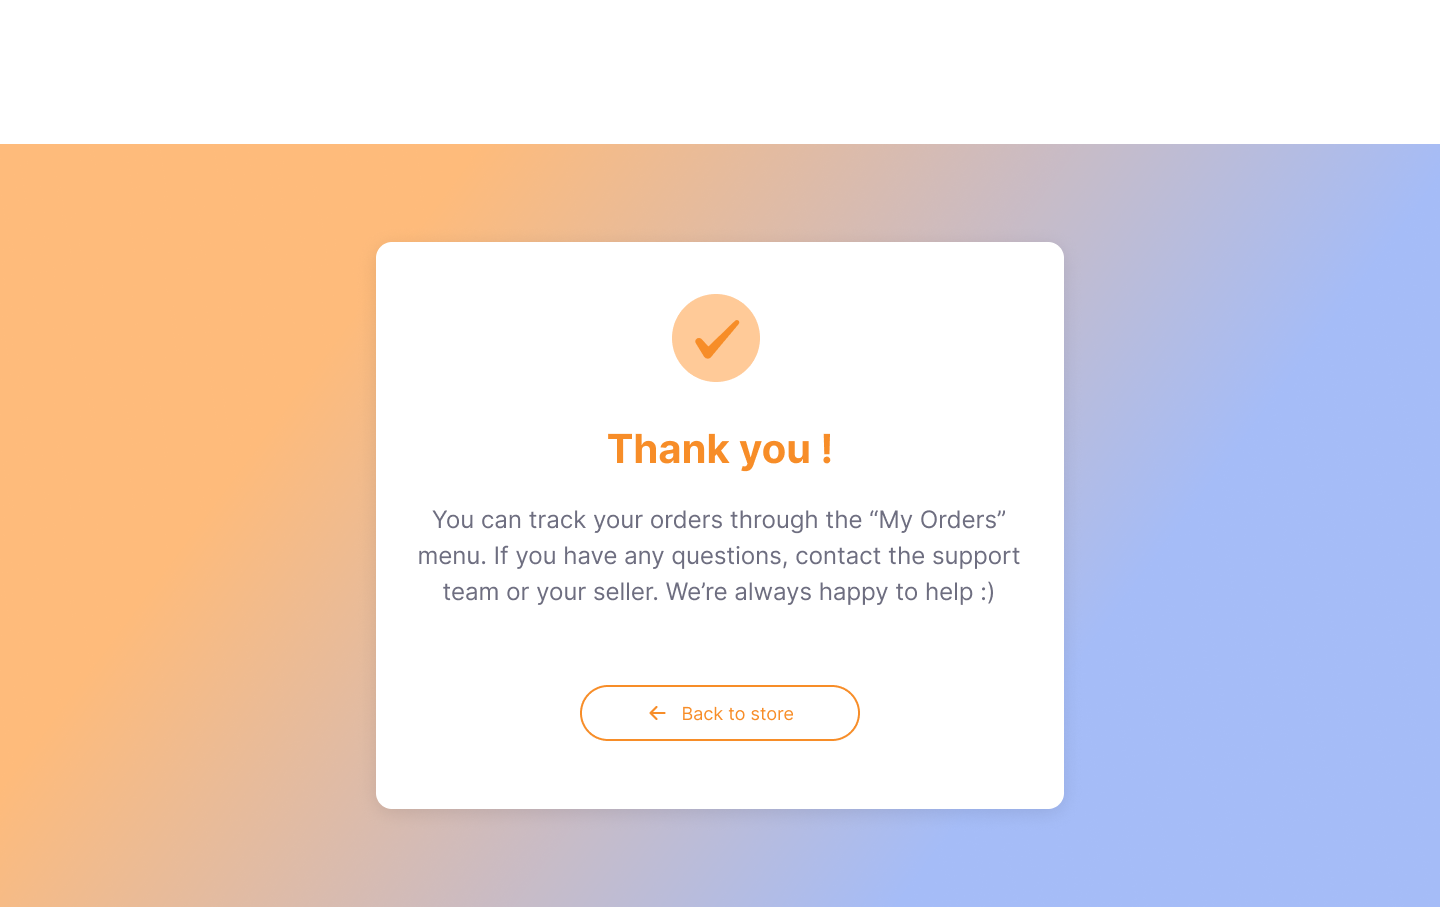 Thank you !
You can track your orders through the “My Orders”
menu. If you have any questions, contact the support
team or your seller. We’re always happy to help :)
Back to store